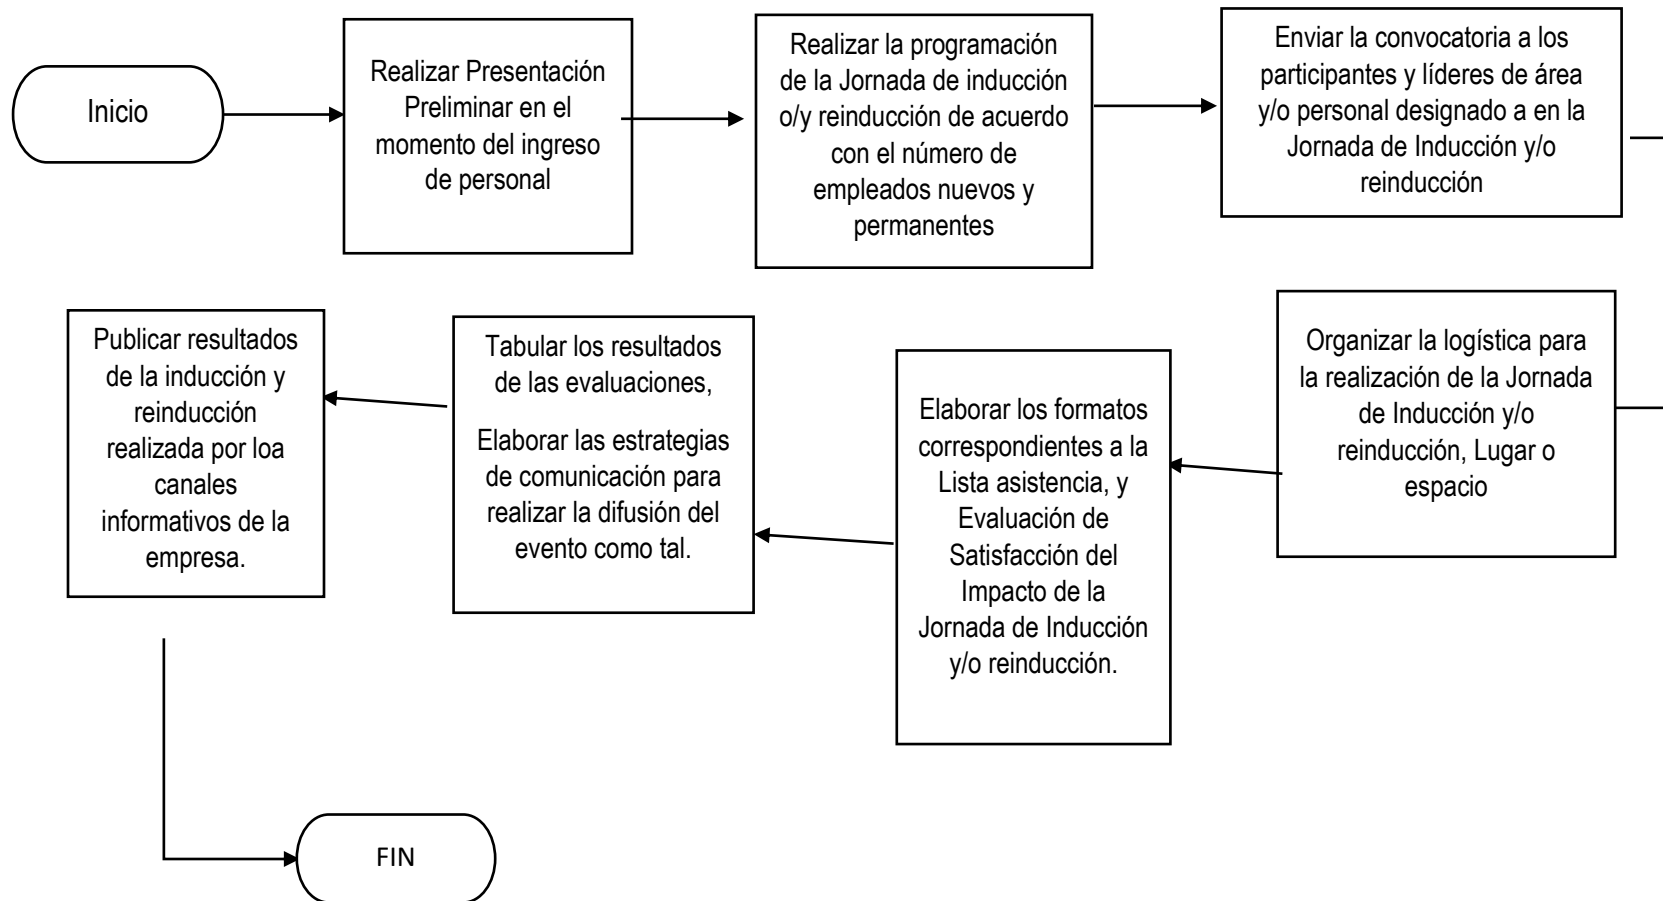 Inicio
Realizar Presentación
Preliminar en el
momento del ingreso
de personal
Realizar la programación
de la Jornada de inducción
o/y reinducción de acuerdo
con el número de
empleados nuevos y
permanentes
Enviar la convocatoria a los
participantes y líderes de área
y/o personal designado a en la
Jornada de Inducción y/o
reinducción
Organizar la logística para
la realización de la Jornada
de Inducción y/o
reinducción, Lugar o
espacio
Elaborar los formatos
correspondientes a la
Lista asistencia, y
Evaluación de
Satisfacción del
Impacto de la
Jornada de Inducción
y/o reinducción.
Tabular los resultados
de las evaluaciones,
Elaborar las estrategias
de comunicación para
realizar la difusión del
evento como tal.
Publicar resultados
de la inducción y
reinducción
realizada por loa
canales
informativos de la
empresa.
FIN